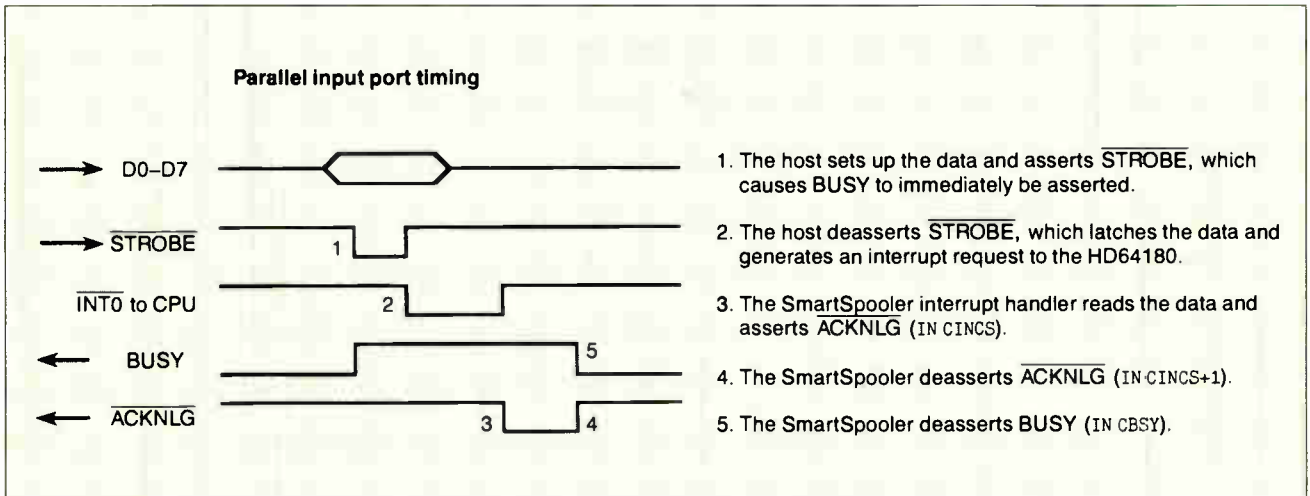 Parallel input port timing
D0–D7
STROBE
INT0 to CPU
BUSY
ACKNLG
1
2
5
3
4
1. The host sets up the data and asserts STROBE, which
causes BUSY to immediately be asserted.
2. The host deasserts STROBE, which latches the data and
generates an interrupt request to the HD64180.
3. The SmartSpooler interrupt handler reads the data and
asserts ACKNLG (IN CINCS).
4. The SmartSpooler deasserts ACKNLG (IN CINCS+1).
5. The SmartSpooler deasserts BUSY (IN CBSY).